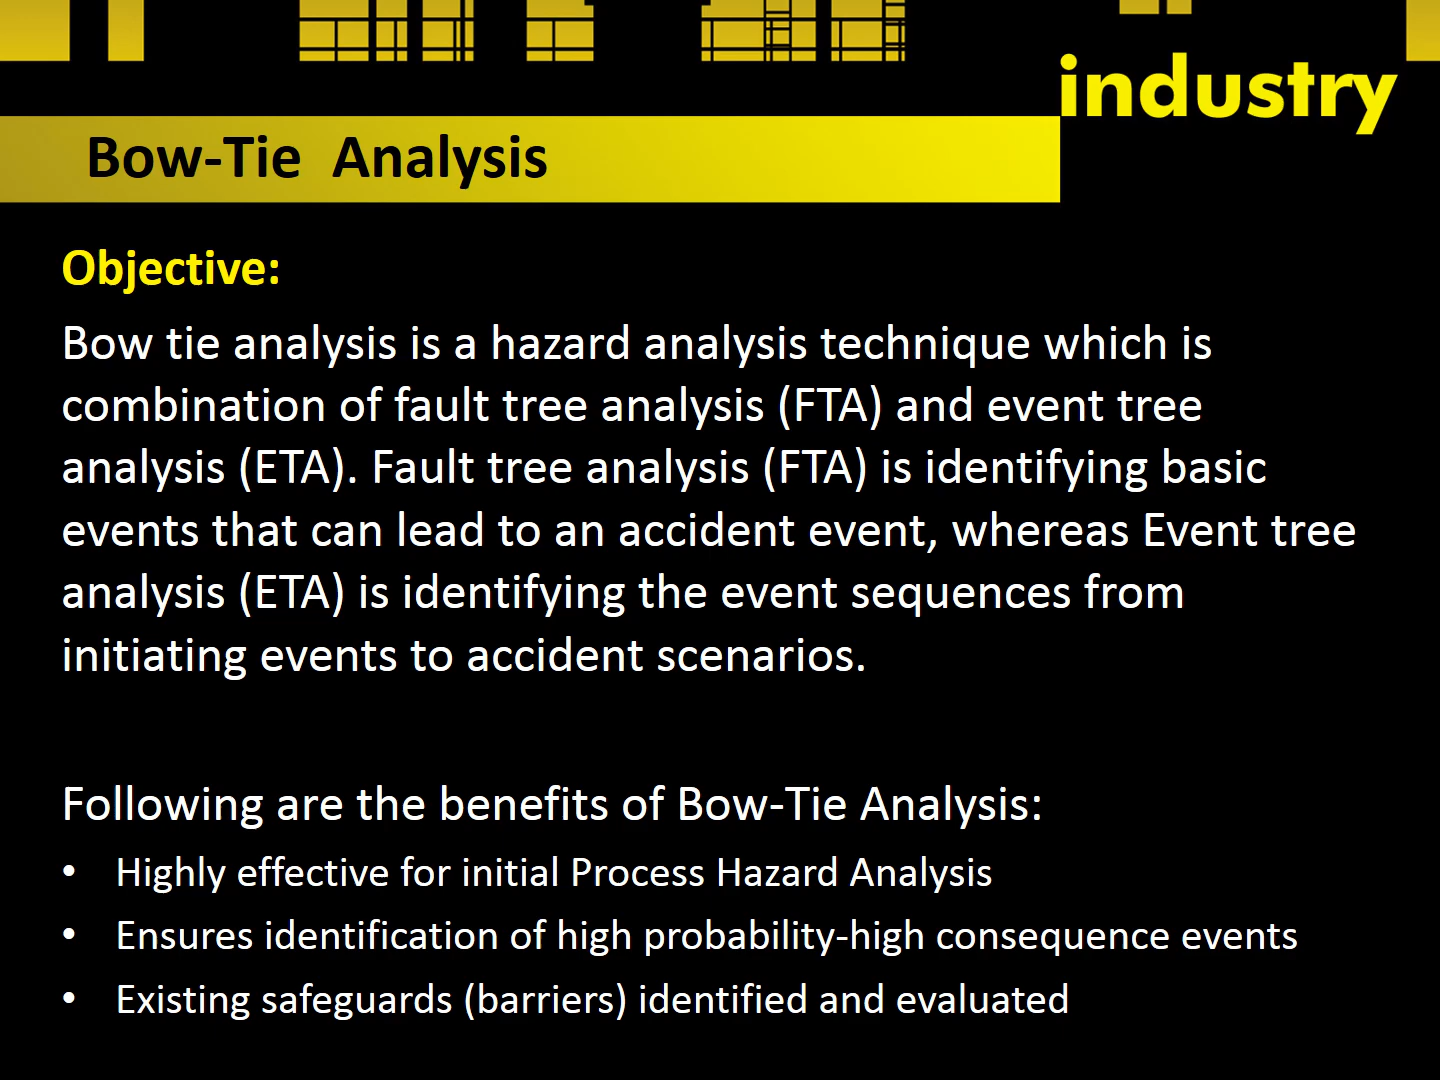 industry
Bow-Tie  Analysis
Objective:
Bow tie analysis is a hazard analysis technique which is
combination of fault tree analysis (FTA) and event tree
analysis (ETA). Fault tree analysis (FTA) is identifying basic
events that can lead to an accident event, whereas Event tree
analysis (ETA) is identifying the event sequences from
initiating events to accident scenarios.
Following are the benefits of Bow-Tie Analysis:
• Highly effective for initial Process Hazard Analysis
• Ensures identification of high probability-high consequence events
• Existing safeguards (barriers) identified and evaluated